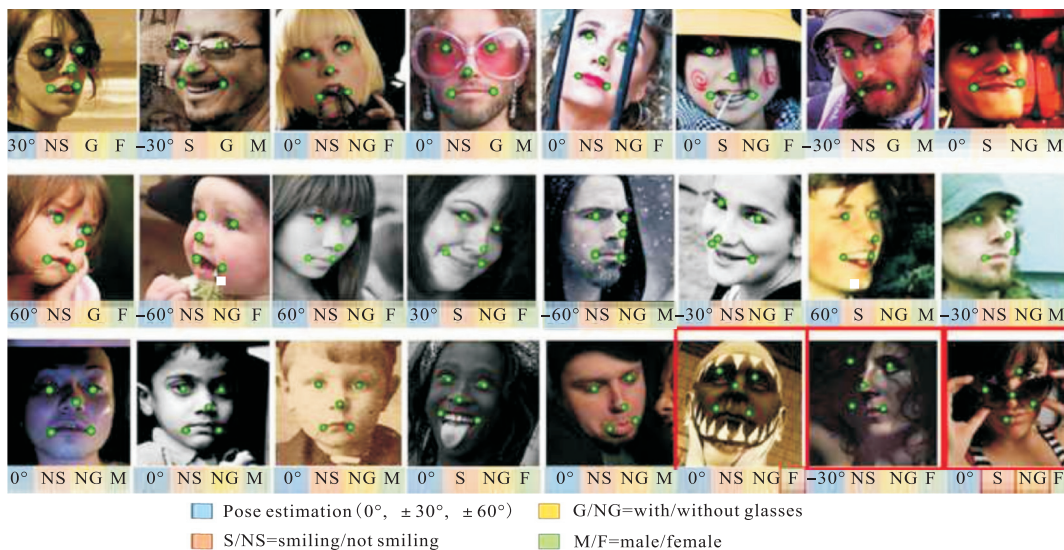 30° NS G F -30° S G M 0° NS NG F 0° NS G M 0° NS NG F 0° S NG F -30° NS G M 0° S NG M
60° NS G F -60° NS NG F 60° NS NG F 30° S NG F -60° NS NG M -30° NS NG F 60° S NG M -30° NS NG M
0° NS NG M 0° NS NG M 0° NS NG M 0° S NG F 0° NS NG M 0° NS NG F -30° NS NG F 0° S NG F
Pose estimation(0°, ±30°, ±60°) G/NG=with/without glasses
S/NS=smiling/not smiling M/F=male/female